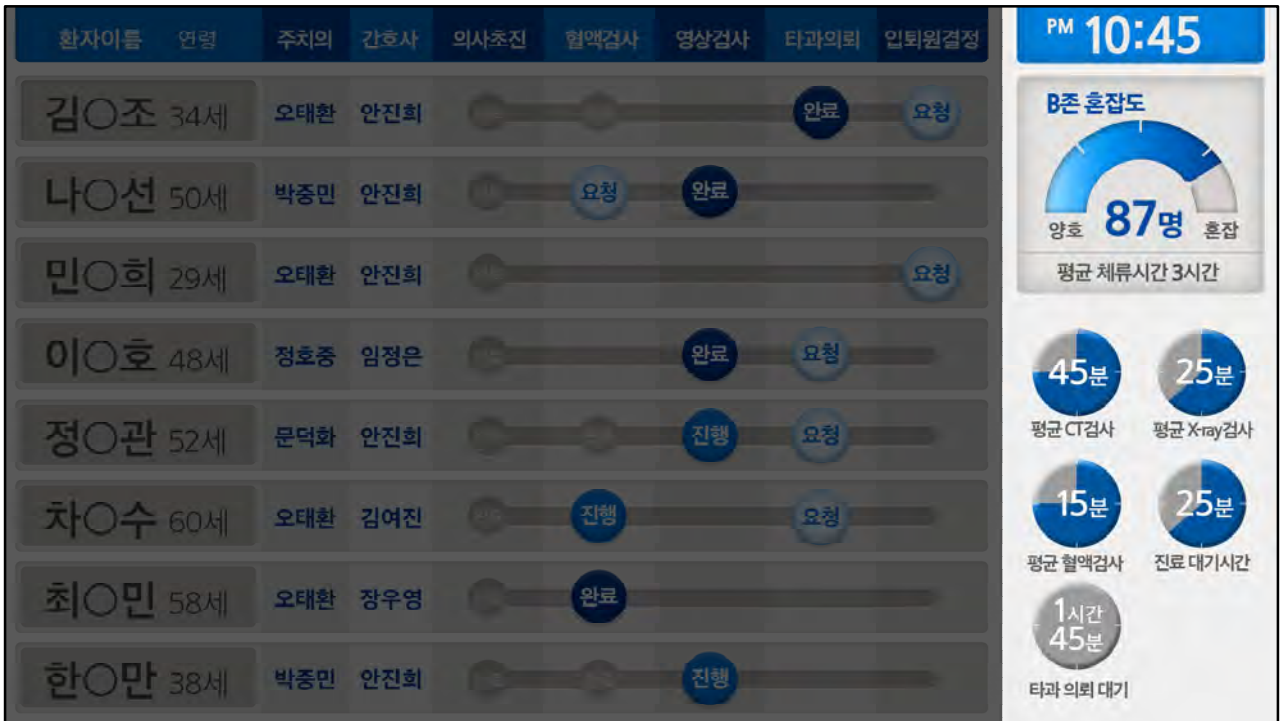 환자이름 연령 주치의 간호사 의사초진 혈액검사 영상검사 타과의뢰 입퇴원결정
김○조 34세 오태환 안진희 완료 요청
나○선 50세 박중민 안진희 요청 완료
민○희 29세 오태환 안진희 요청
이○호 48세 정호중 임정은 완료 요청
정○관 52세 문덕화 안진희 진행 요청
차○수 60세 오태환 김여진 진행 요청
최○민 58세 오태환 장우영 완료
한○만 38세 박중민 안진희 진행
PM 10:45
B존 혼잡도
양호 87명 혼잡
평균 체류시간 3시간
45분 25분
평균 CT검사 평균 X-ray검사
15분 25분
평균 혈액검사 진료 대기시간
1시간
45분
타과 의뢰 대기